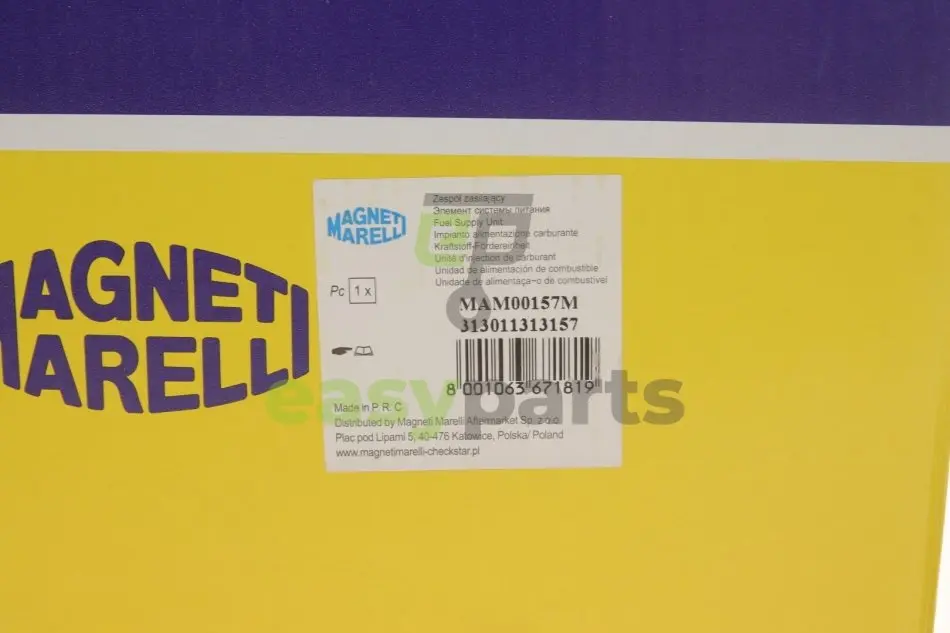 MAGNETI
MARELLI
MAGNETI
MARELLI
Zespół zasilający
Элемент системы питания
Fuel Supply Unit
Impianto alimentazione carburante
Kraftstoff-Fördereinheit
Unité d'injection de carburant
Unidad de alimentación de combustible
Unidade de alimentaça~o de combustivel
Pc 1 x
MAM00157M
313011313157
8 001063 671819
easyparts
Made in P. R. C
Distributed by Magneti Marelli Aftermarket Sp. z o.o.
Plac pod Lipami 5, 40-476 Katowice, Polska/ Poland
www.magnetimarelli-checkstar.pl